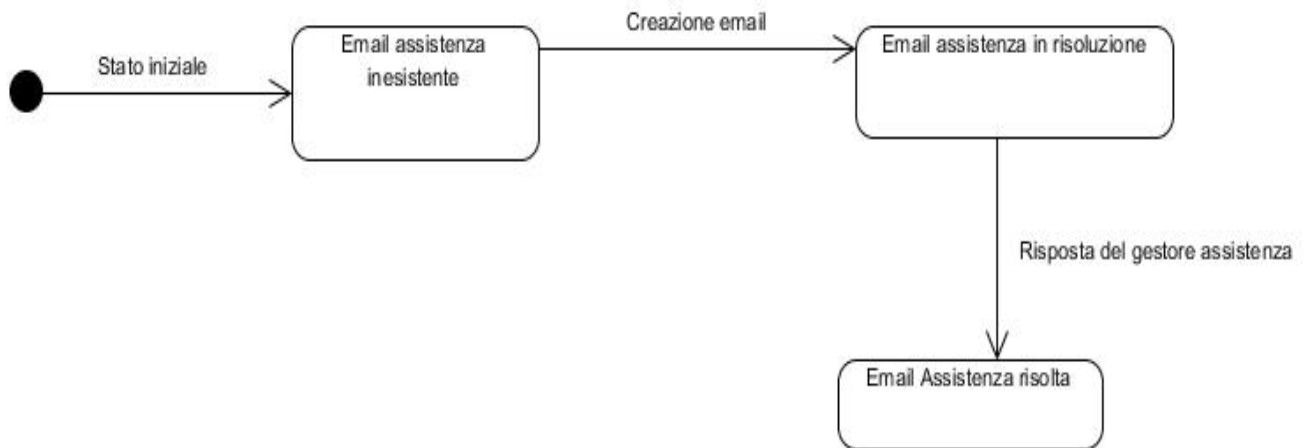 Stato iniziale
Email assistenza
inesistente
Creazione email
Email assistenza in risoluzione
Risposta del gestore assistenza
Email Assistenza risolta